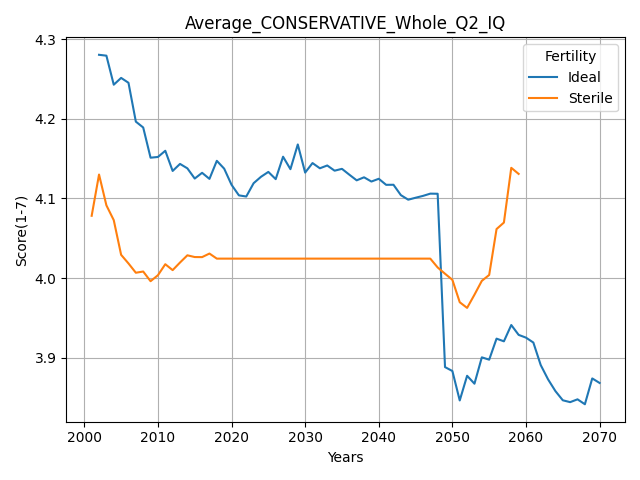 Average_CONSERVATIVE_Whole_Q2_IQ
4.3
4.2
4.1
4.0
3.9
Score(1-7)
Fertility
Ideal
Sterile
2000 2010 2020 2030 2040 2050 2060 2070
Years